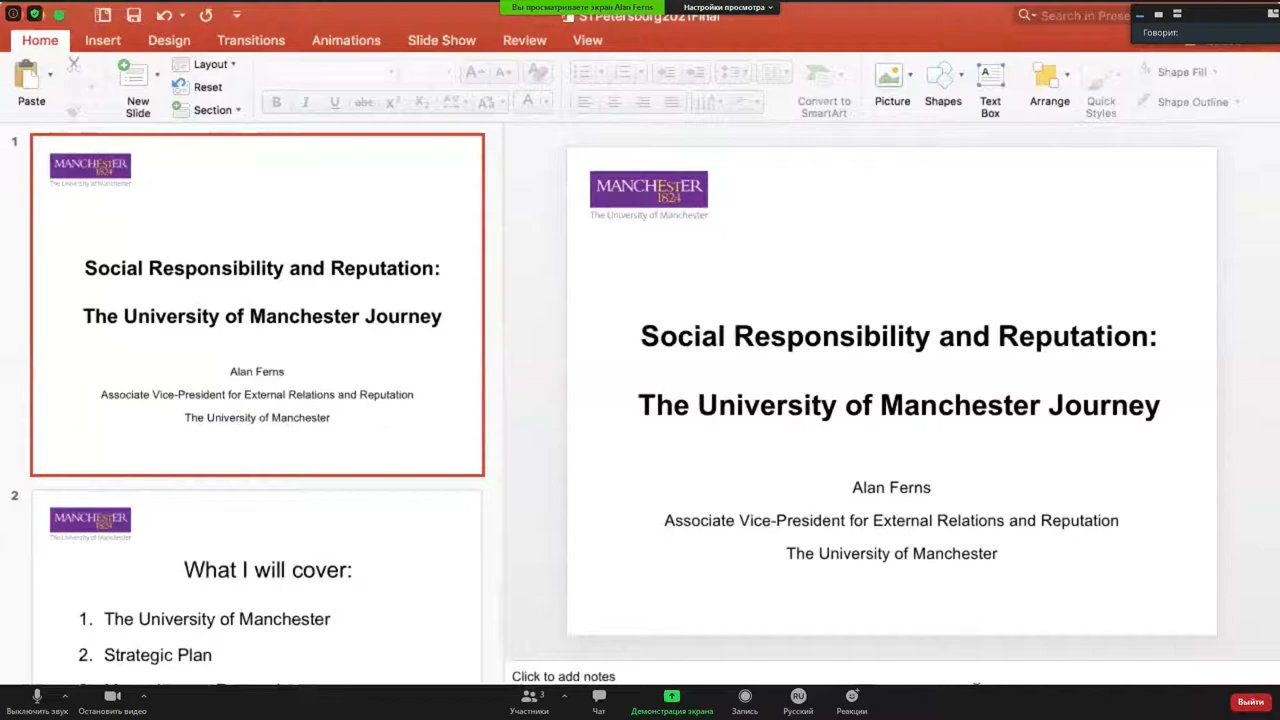 Вы просматриваете экран Alan Ferns
Настройки просмотра
STPetersburg2021Final
Search in Prese
Говорит:
Home
Insert
Design
Transitions
Animations
Slide Show
Review
View
Paste
New
Slide
Layout
Reset
Section
B I U abc
Convert to
SmartArt
Picture
Shapes
Text
Box
Arrange
Quick
Styles
Shape Fill
Shape Outline
1
MANCHESTER
1824
The University of Manchester
Social Responsibility and Reputation:
The University of Manchester Journey
Alan Ferns
Associate Vice-President for External Relations and Reputation
The University of Manchester
2
MANCHESTER
1824
The University of Manchester
What I will cover:
1. The University of Manchester
2. Strategic Plan
MANCHESTER
1824
The University of Manchester
Social Responsibility and Reputation:
The University of Manchester Journey
Alan Ferns
Associate Vice-President for External Relations and Reputation
The University of Manchester
Click to add notes
Выключить звук
Остановить видео
3
Участники
Чат
Демонстрация экрана
Запись
RU
Русский
Реакции
Выйти